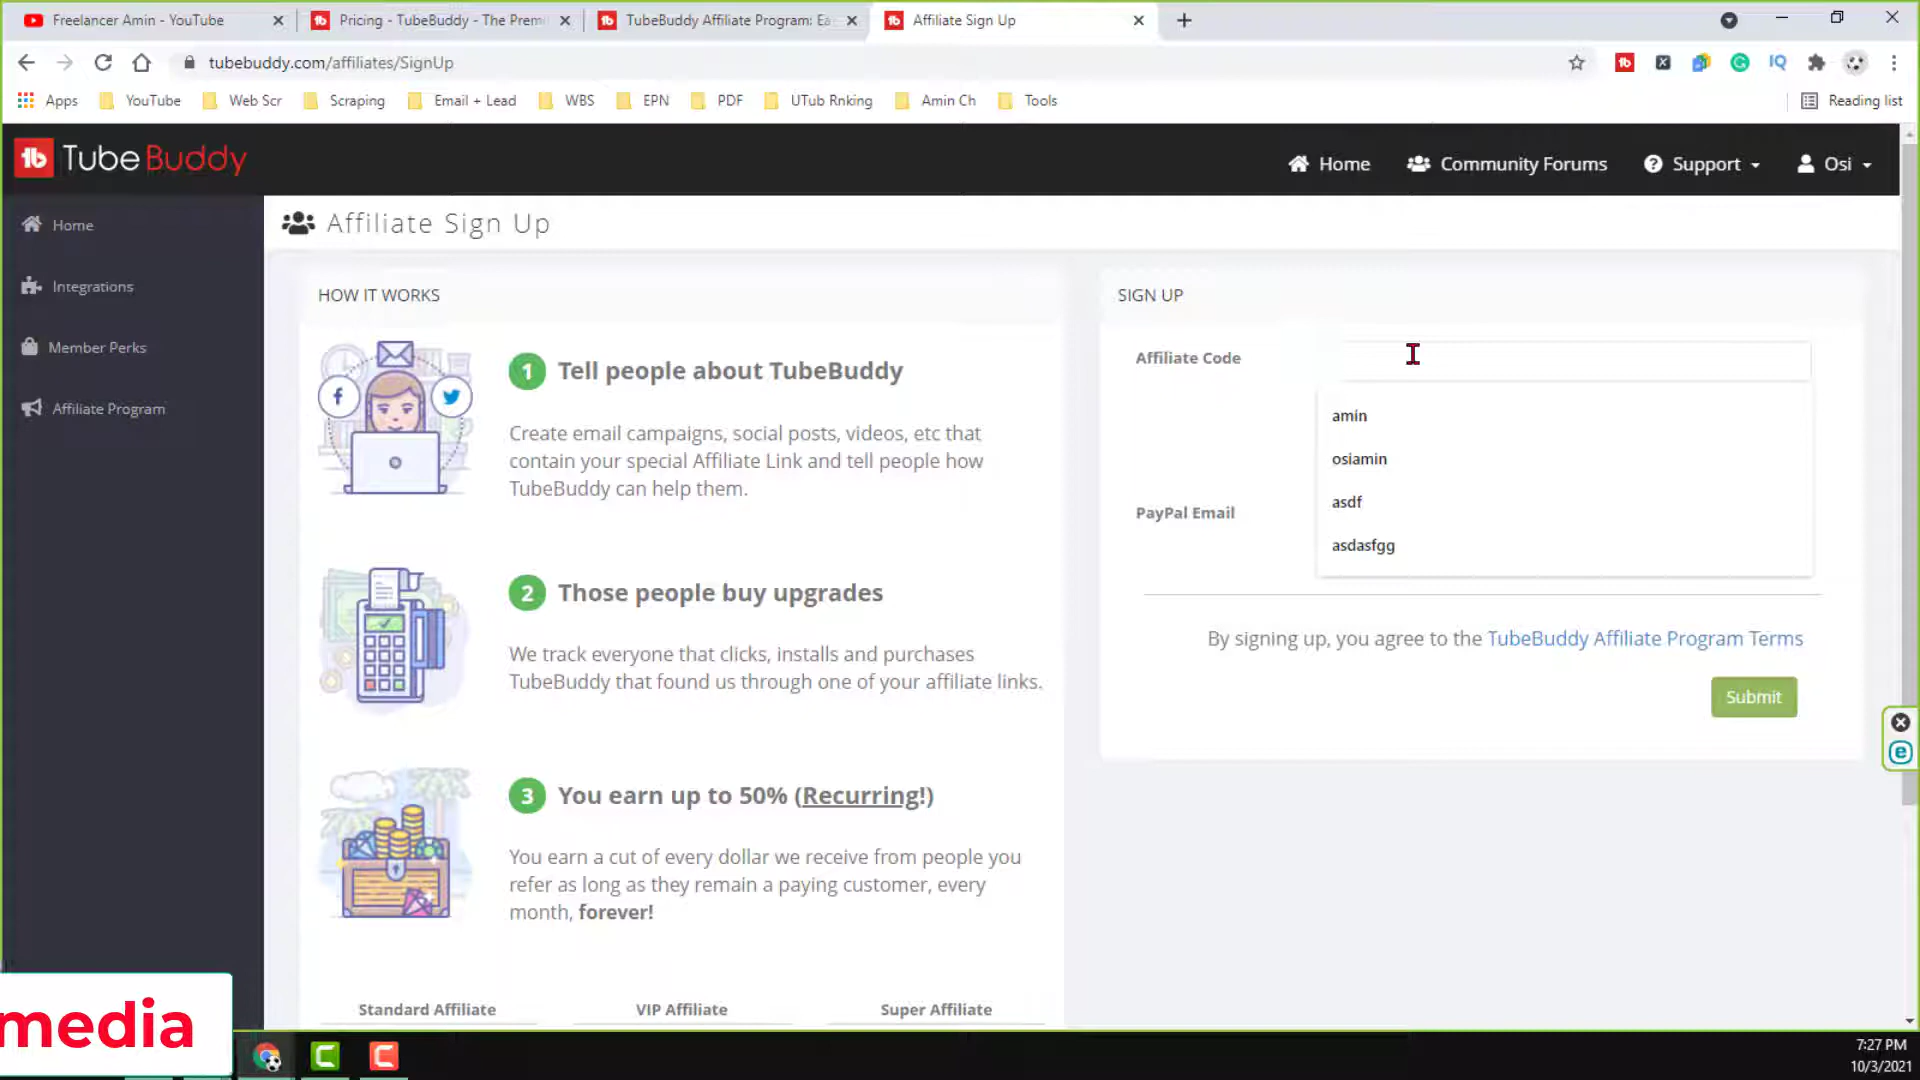 Freelancer Amin - YouTube
Pricing - TubeBuddy - The Prem
TubeBuddy Affiliate Program: Ea
Affiliate Sign Up
tubebuddy.com/affiliates/SignUp
Apps
YouTube
Web Scr
Scraping
Email + Lead
WBS
EPN
PDF
UTub Rnking
Amin Ch
Tools
Reading list
TubeBuddy
Home
Community Forums
Support
Osi
Home
Integrations
Member Perks
Affiliate Program
Affiliate Sign Up
HOW IT WORKS
1 Tell people about TubeBuddy
Create email campaigns, social posts, videos, etc that
contain your special Affiliate Link and tell people how
TubeBuddy can help them.
2 Those people buy upgrades
We track everyone that clicks, installs and purchases
TubeBuddy that found us through one of your affiliate links.
3 You earn up to 50% (Recurring!)
You earn a cut of every dollar we receive from people you
refer as long as they remain a paying customer, every
month, forever!
Standard Affiliate
VIP Affiliate
Super Affiliate
SIGN UP
Affiliate Code
amin
osiamin
asdf
asdasfgg
PayPal Email
By signing up, you agree to the TubeBuddy Affiliate Program Terms
Submit
media
7:27 PM
10/3/2021